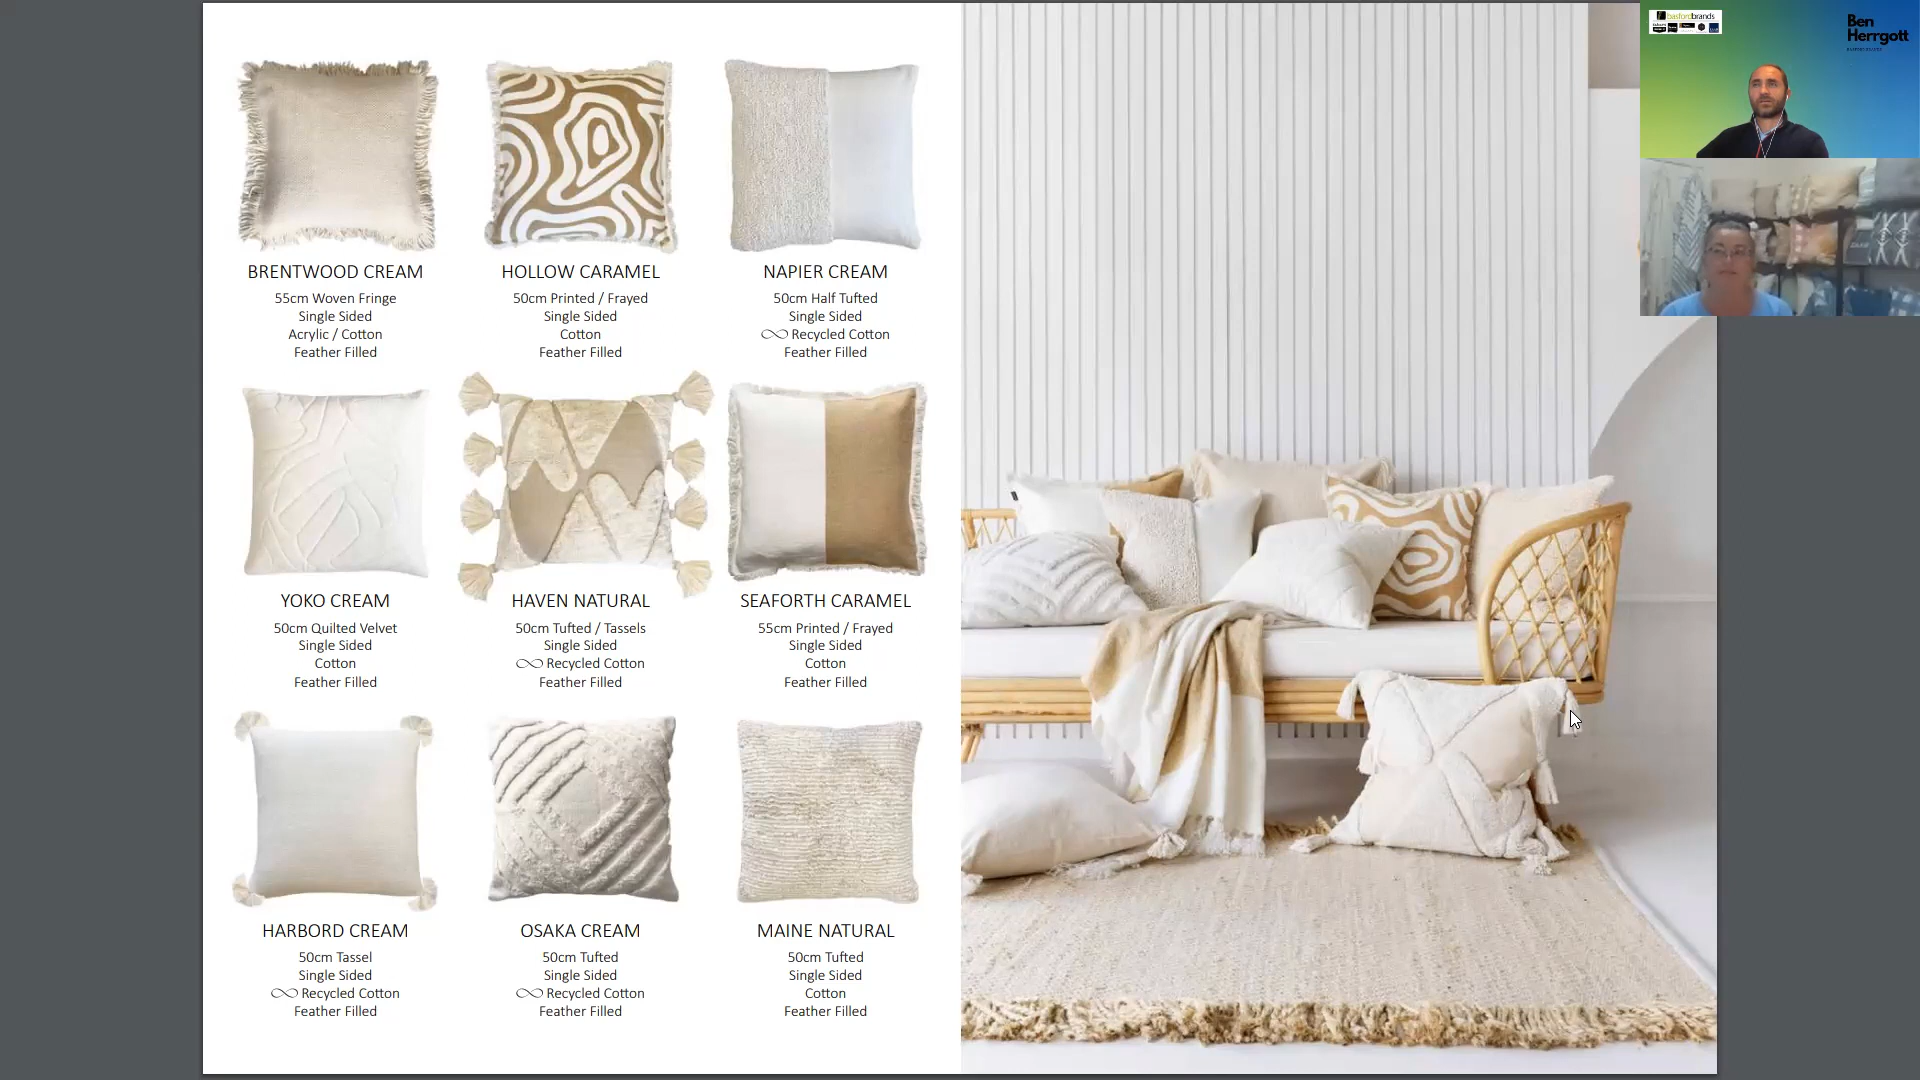 BRENTWOOD CREAM
55cm Woven Fringe
Single Sided
Acrylic / Cotton
Feather Filled
HOLLOW CARAMEL
50cm Printed / Frayed
Single Sided
Cotton
Feather Filled
NAPIER CREAM
50cm Half Tufted
Single Sided
Recycled Cotton
Feather Filled
YOKO CREAM
50cm Quilted Velvet
Single Sided
Cotton
Feather Filled
HAVEN NATURAL
50cm Tufted / Tassels
Single Sided
Recycled Cotton
Feather Filled
SEAFORTH CARAMEL
55cm Printed / Frayed
Single Sided
Cotton
Feather Filled
HARBORD CREAM
50cm Tassel
Single Sided
Recycled Cotton
Feather Filled
OSAKA CREAM
50cm Tufted
Single Sided
Recycled Cotton
Feather Filled
MAINE NATURAL
50cm Tufted
Single Sided
Cotton
Feather Filled
basfordbrands
Ben
Herrgott